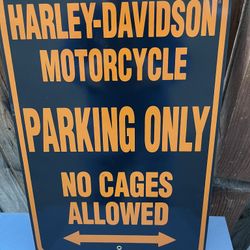 HARLEY-DAVIDSON
MOTORCYCLE
PARKING ONLY
NO CAGES
ALLOWED